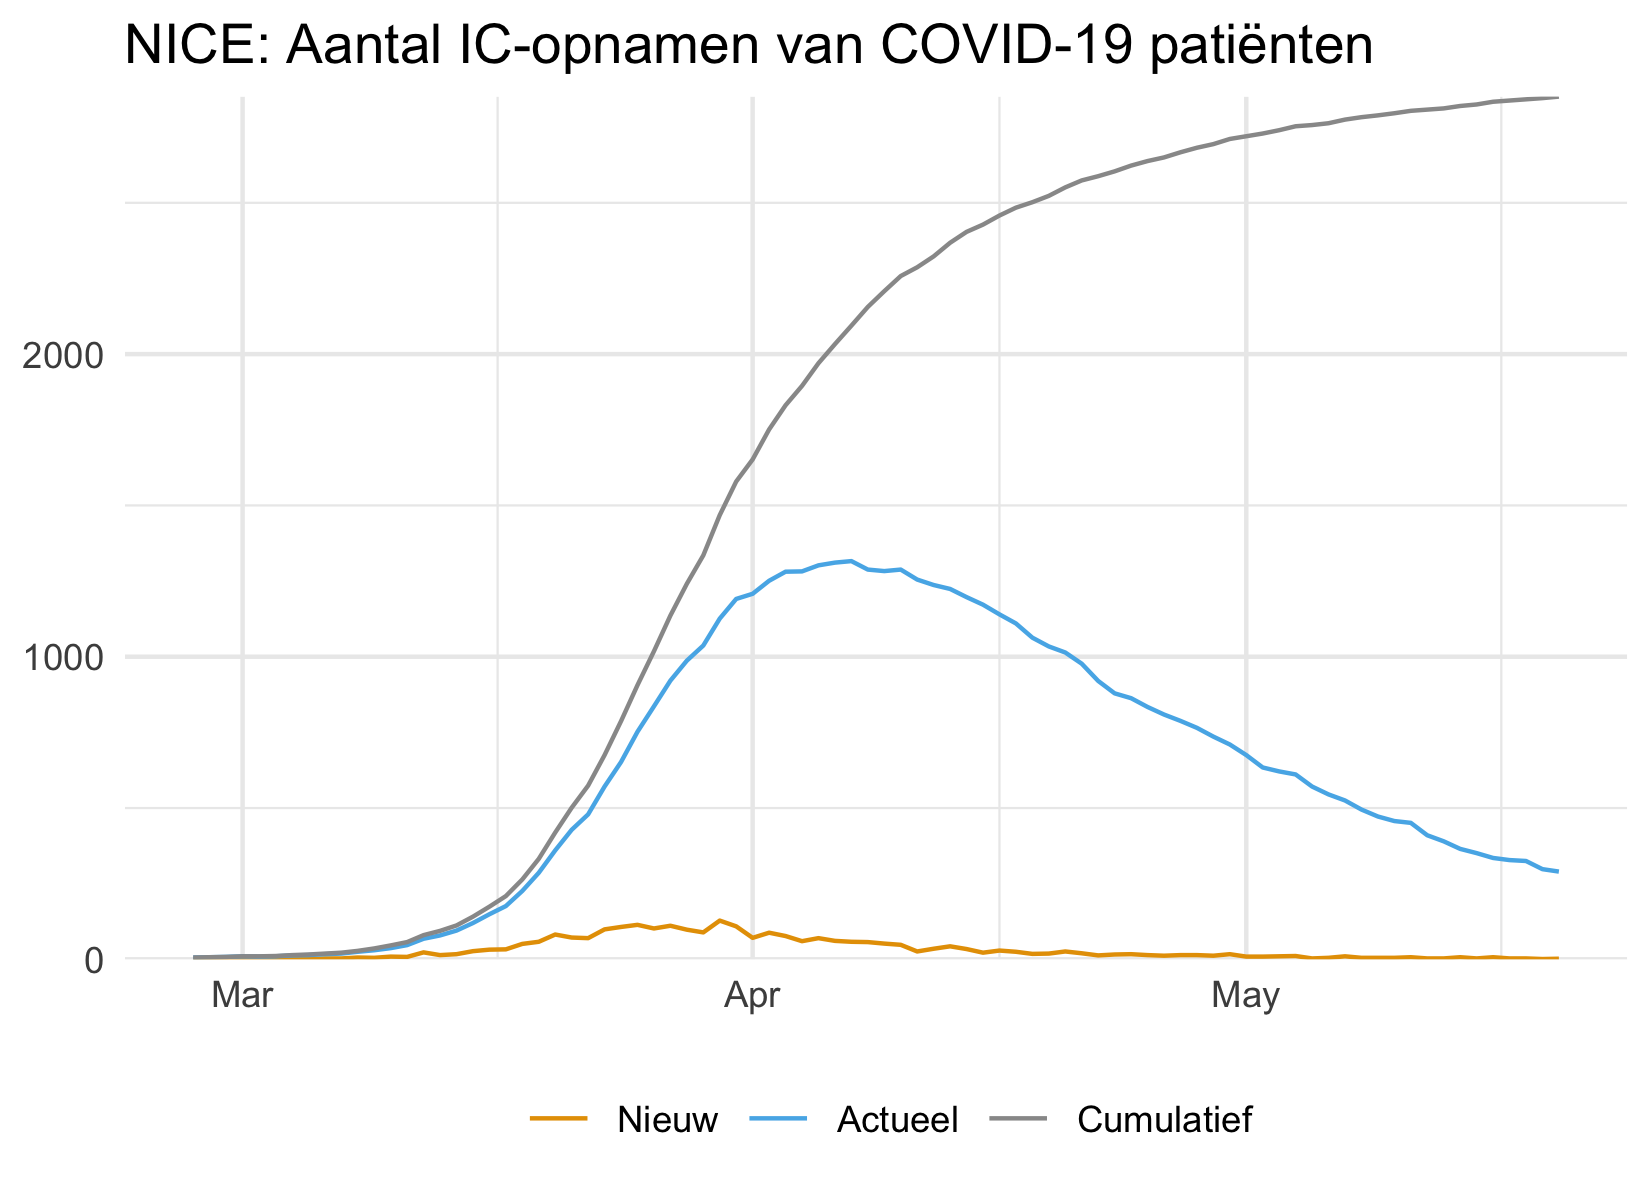 NICE: Aantal IC-opnamen van COVID-19 patiënten
2000
1000
0
Mar Apr May
Nieuw Actueel Cumulatief